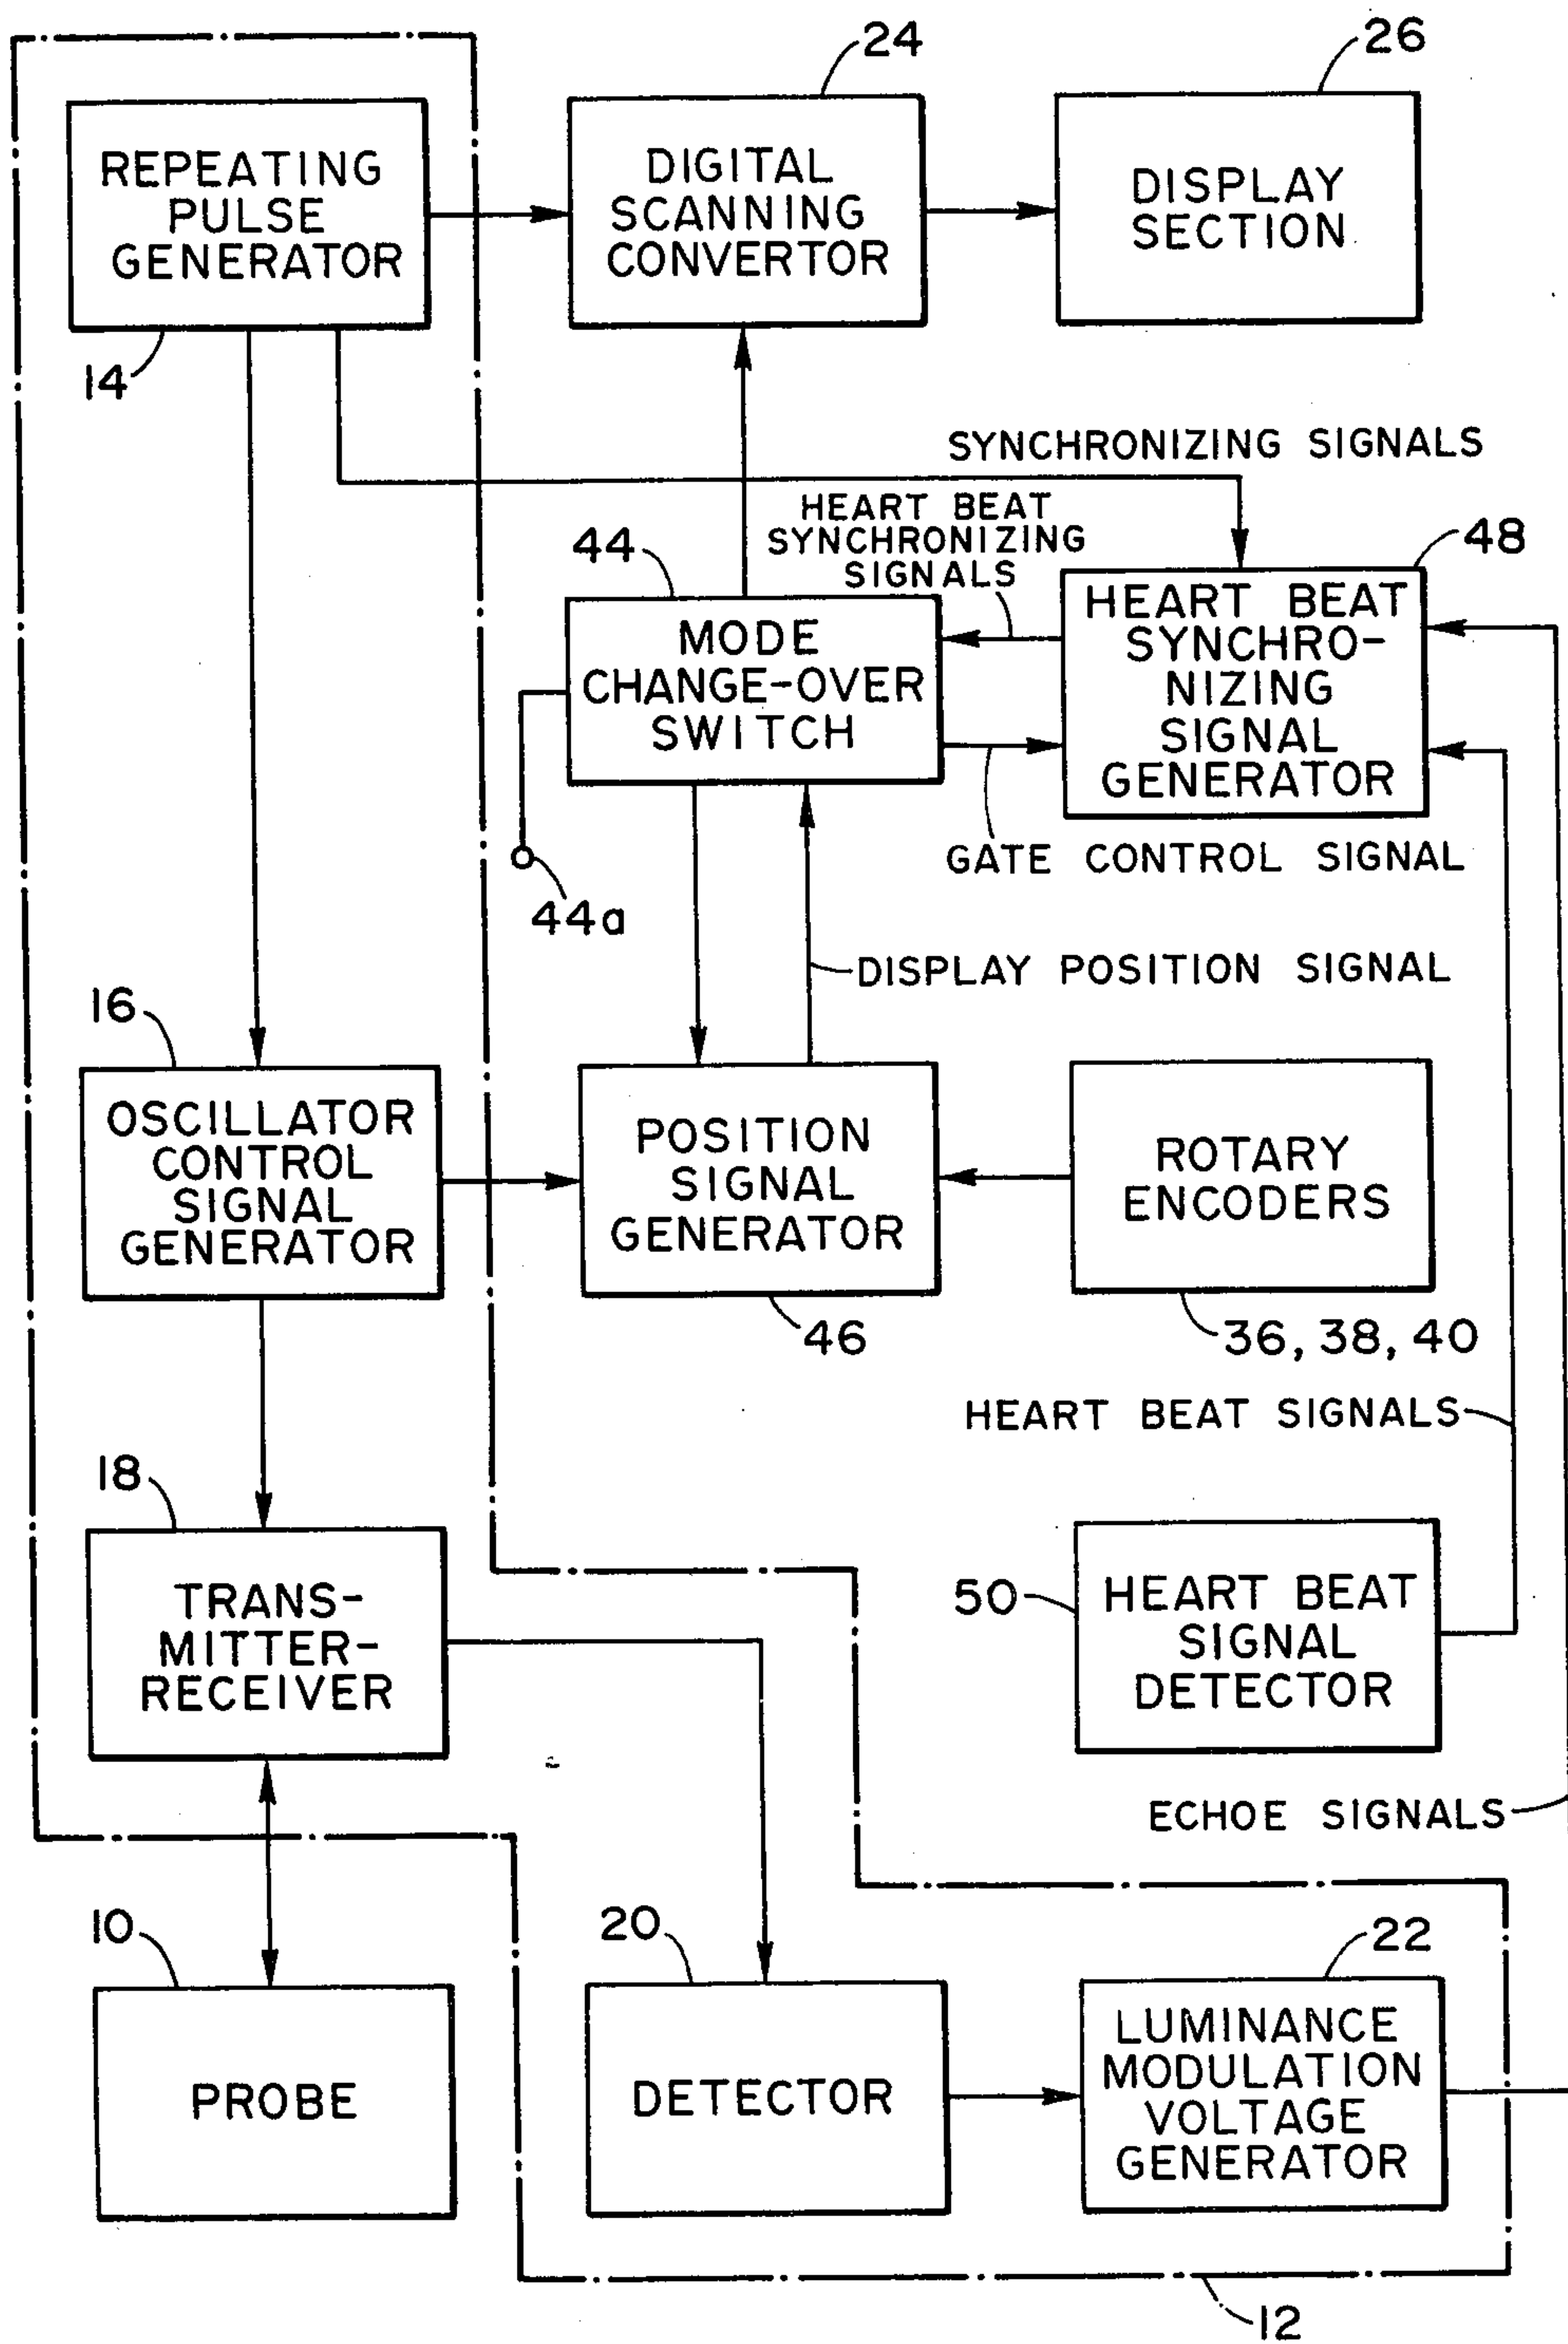 24
26
REPEATING
PULSE
GENERATOR
14
DIGITAL
SCANNING
CONVERTOR
DISPLAY
SECTION
SYNCHRONIZING SIGNALS
HEART BEAT
SYNCHRONIZING
SIGNALS
44
48
MODE
CHANGE-OVER
SWITCH
HEART BEAT
SYNCHRO-
NIZING
SIGNAL
GENERATOR
GATE CONTROL SIGNAL
44a
DISPLAY POSITION SIGNAL
16
OSCILLATOR
CONTROL
SIGNAL
GENERATOR
POSITION
SIGNAL
GENERATOR
46
ROTARY
ENCODERS
36, 38, 40
HEART BEAT SIGNALS
18
TRANS-
MITTER-
RECEIVER
50
HEART BEAT
SIGNAL
DETECTOR
ECHOE SIGNALS
10
PROBE
20
DETECTOR
22
LUMINANCE
MODULATION
VOLTAGE
GENERATOR
12